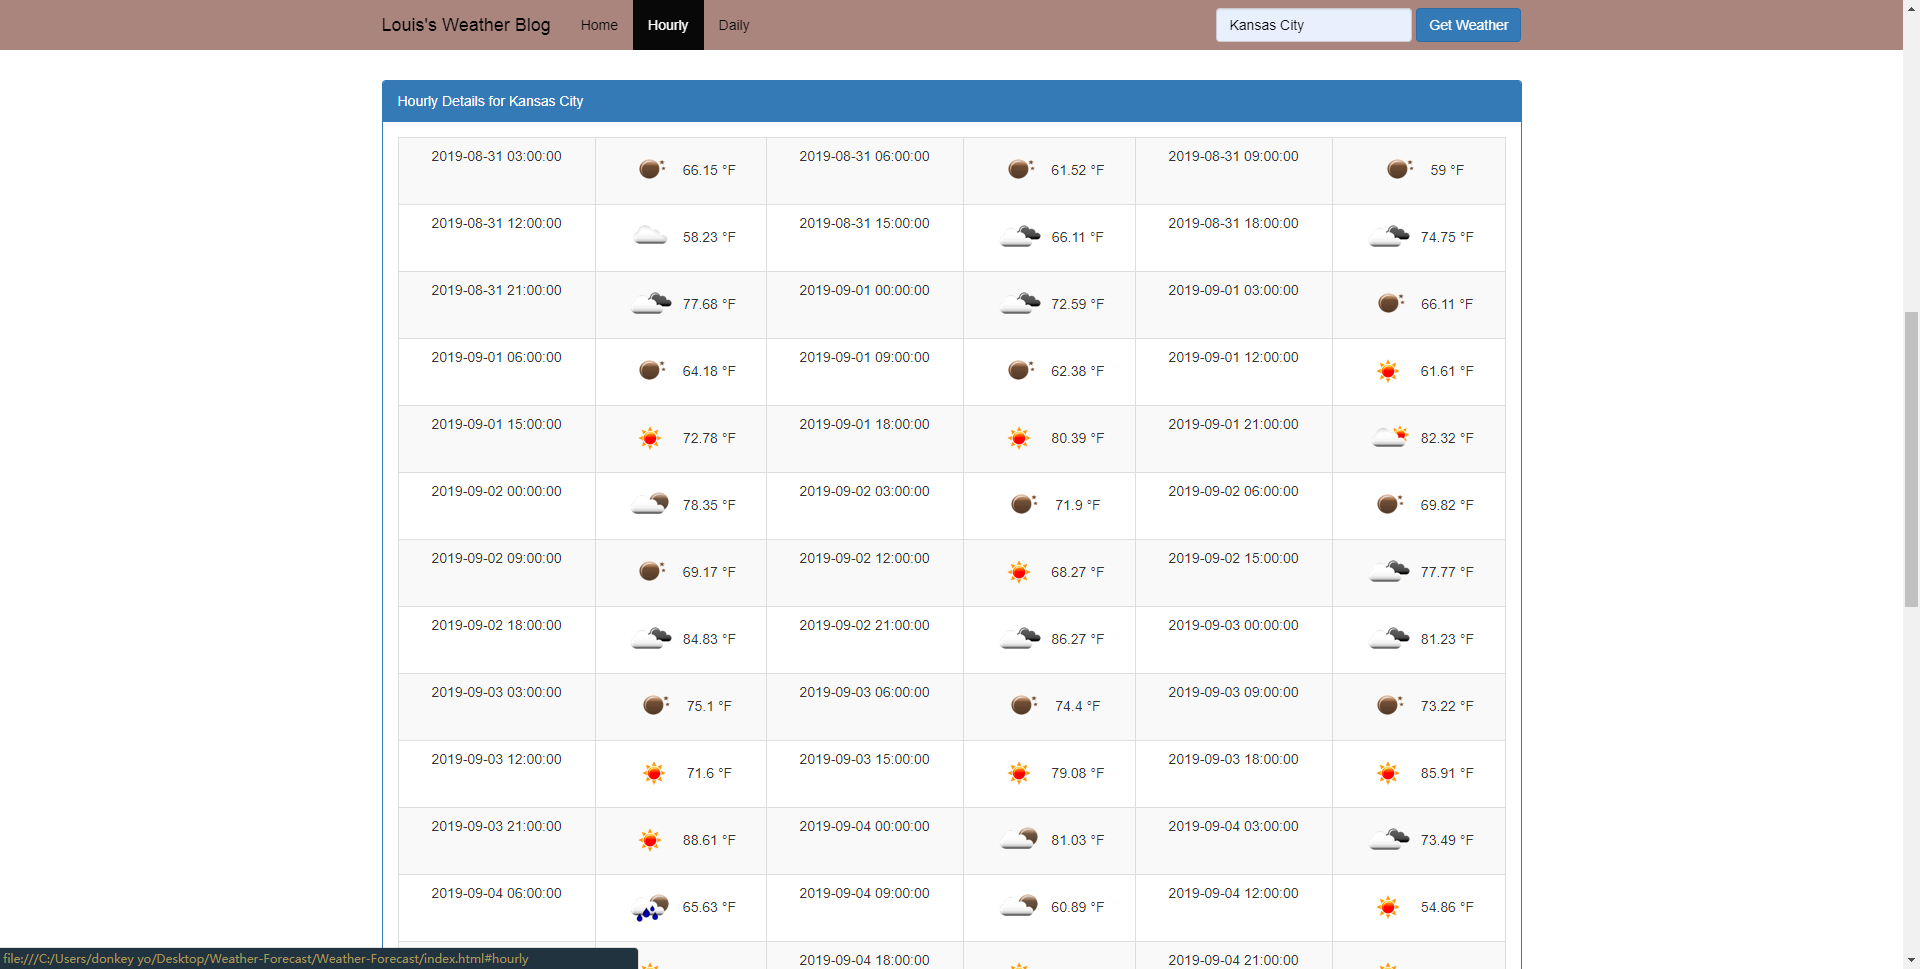 Louis's Weather Blog Home Hourly Daily Kansas City Get Weather
Hourly Details for Kansas City
2019-08-31 03:00:00 66.15 °F 2019-08-31 06:00:00 61.52 °F 2019-08-31 09:00:00 59 °F
2019-08-31 12:00:00 58.23 °F 2019-08-31 15:00:00 66.11 °F 2019-08-31 18:00:00 74.75 °F
2019-08-31 21:00:00 77.68 °F 2019-09-01 00:00:00 72.59 °F 2019-09-01 03:00:00 66.11 °F
2019-09-01 06:00:00 64.18 °F 2019-09-01 09:00:00 62.38 °F 2019-09-01 12:00:00 61.61 °F
2019-09-01 15:00:00 72.78 °F 2019-09-01 18:00:00 80.39 °F 2019-09-01 21:00:00 82.32 °F
2019-09-02 00:00:00 78.35 °F 2019-09-02 03:00:00 71.9 °F 2019-09-02 06:00:00 69.82 °F
2019-09-02 09:00:00 69.17 °F 2019-09-02 12:00:00 68.27 °F 2019-09-02 15:00:00 77.77 °F
2019-09-02 18:00:00 84.83 °F 2019-09-02 21:00:00 86.27 °F 2019-09-03 00:00:00 81.23 °F
2019-09-03 03:00:00 75.1 °F 2019-09-03 06:00:00 74.4 °F 2019-09-03 09:00:00 73.22 °F
2019-09-03 12:00:00 71.6 °F 2019-09-03 15:00:00 79.08 °F 2019-09-03 18:00:00 85.91 °F
2019-09-03 21:00:00 88.61 °F 2019-09-04 00:00:00 81.03 °F 2019-09-04 03:00:00 73.49 °F
2019-09-04 06:00:00 65.63 °F 2019-09-04 09:00:00 60.89 °F 2019-09-04 12:00:00 54.86 °F
2019-09-04 18:00:00 2019-09-04 21:00:00
file:///C:/Users/donkey yo/Desktop/Weather-Forecast/Weather-Forecast/index.html#hourly